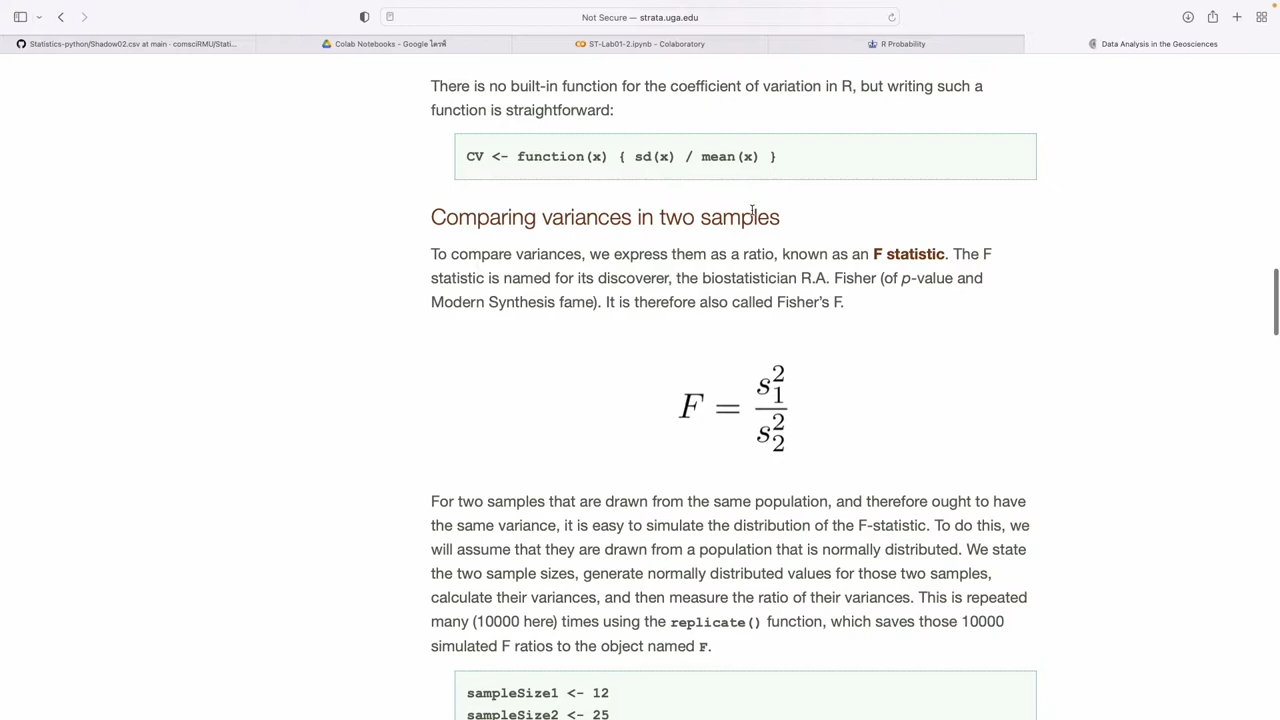 Not Secure — strata.uga.edu
Statistics-python/Shadow02.csv at main · comsciRMU/Stati...
Colab Notebooks - Google ไดรฟ์
ST-Lab01-2.ipynb - Colaboratory
R Probability
Data Analysis in the Geosciences
There is no built-in function for the coefficient of variation in R, but writing such a
function is straightforward:
CV <- function(x) { sd(x) / mean(x) }
Comparing variances in two samples
To compare variances, we express them as a ratio, known as an F statistic. The F
statistic is named for its discoverer, the biostatistician R.A. Fisher (of p-value and
Modern Synthesis fame). It is therefore also called Fisher’s F.
F = s₁² / s₂²
For two samples that are drawn from the same population, and therefore ought to have
the same variance, it is easy to simulate the distribution of the F-statistic. To do this, we
will assume that they are drawn from a population that is normally distributed. We state
the two sample sizes, generate normally distributed values for those two samples,
calculate their variances, and then measure the ratio of their variances. This is repeated
many (10000 here) times using the replicate() function, which saves those 10000
simulated F ratios to the object named F.
sampleSize1 <- 12
sampleSize2 <- 25